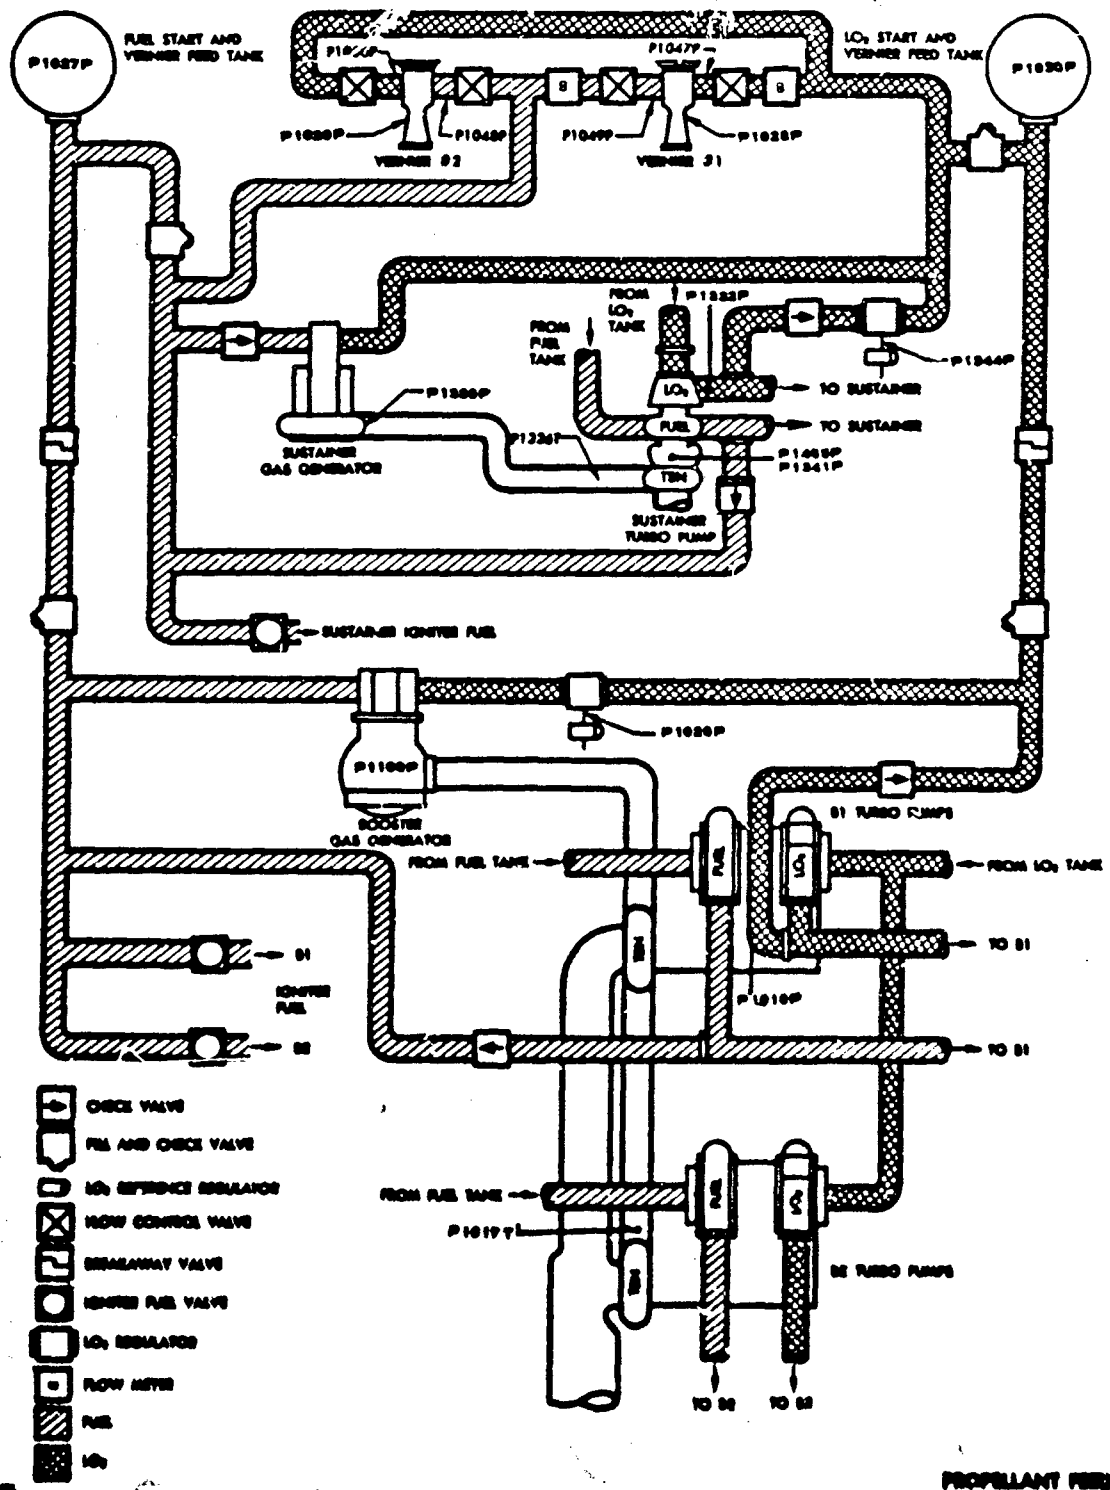 P1027P
FUEL START AND
VERNIER FEED TANK
P1047P
LO₂ START AND
VERNIER FEED TANK
P1030P
B
B
P1048P
P1049P
P1028P
VERNIER #2
VERNIER #1
FROM
LO₂
TANK
FROM
FUEL
TANK
P1344P
LO₂
TO SUSTAINER
FUEL
TO SUSTAINER
SUSTAINER
GAS GENERATOR
P1341P
TBN
SUSTAINER
TURBO PUMP
SUSTAINER IGNITER FUEL
P1100P
BOOSTER
GAS GENERATOR
B1 TURBO PUMPS
FROM FUEL TANK
FUEL
LO₂
FROM LO₂ TANK
TBN
B1
TO B1
IGNITER
FUEL
B2
TO B1
CHECK VALVE
FILL AND CHECK VALVE
LO₂ REFERENCE REGULATOR
FLOW CONTROL VALVE
BREAKAWAY VALVE
IGNITER FUEL VALVE
LO₂ REGULATOR
FLOW METER
FUEL
LO₂
FROM FUEL TANK
FUEL
LO₂
TBN
B2 TURBO PUMPS
TO B2
TO B2
PROPELLANT FEE